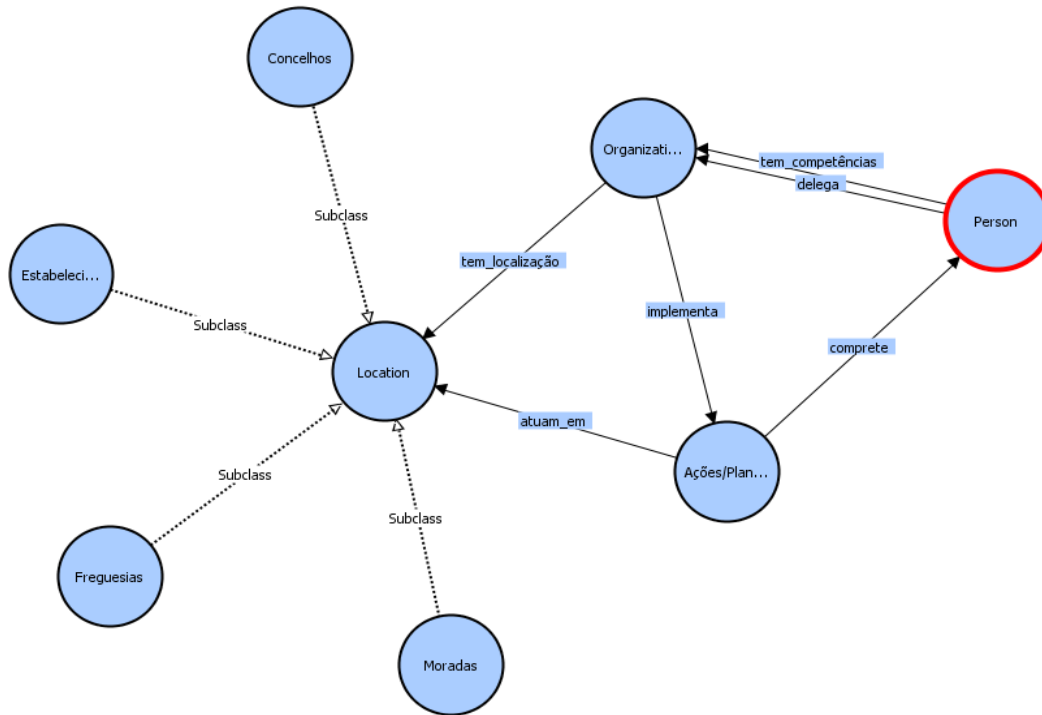 Concelhos
Organizati...
tem_competências
delega
Person
Subclass
tem_localização
Estabeleci...
implementa
Subclass
comprete
Location
atuam_em
Ações/Plan...
Subclass
Subclass
Freguesias
Moradas